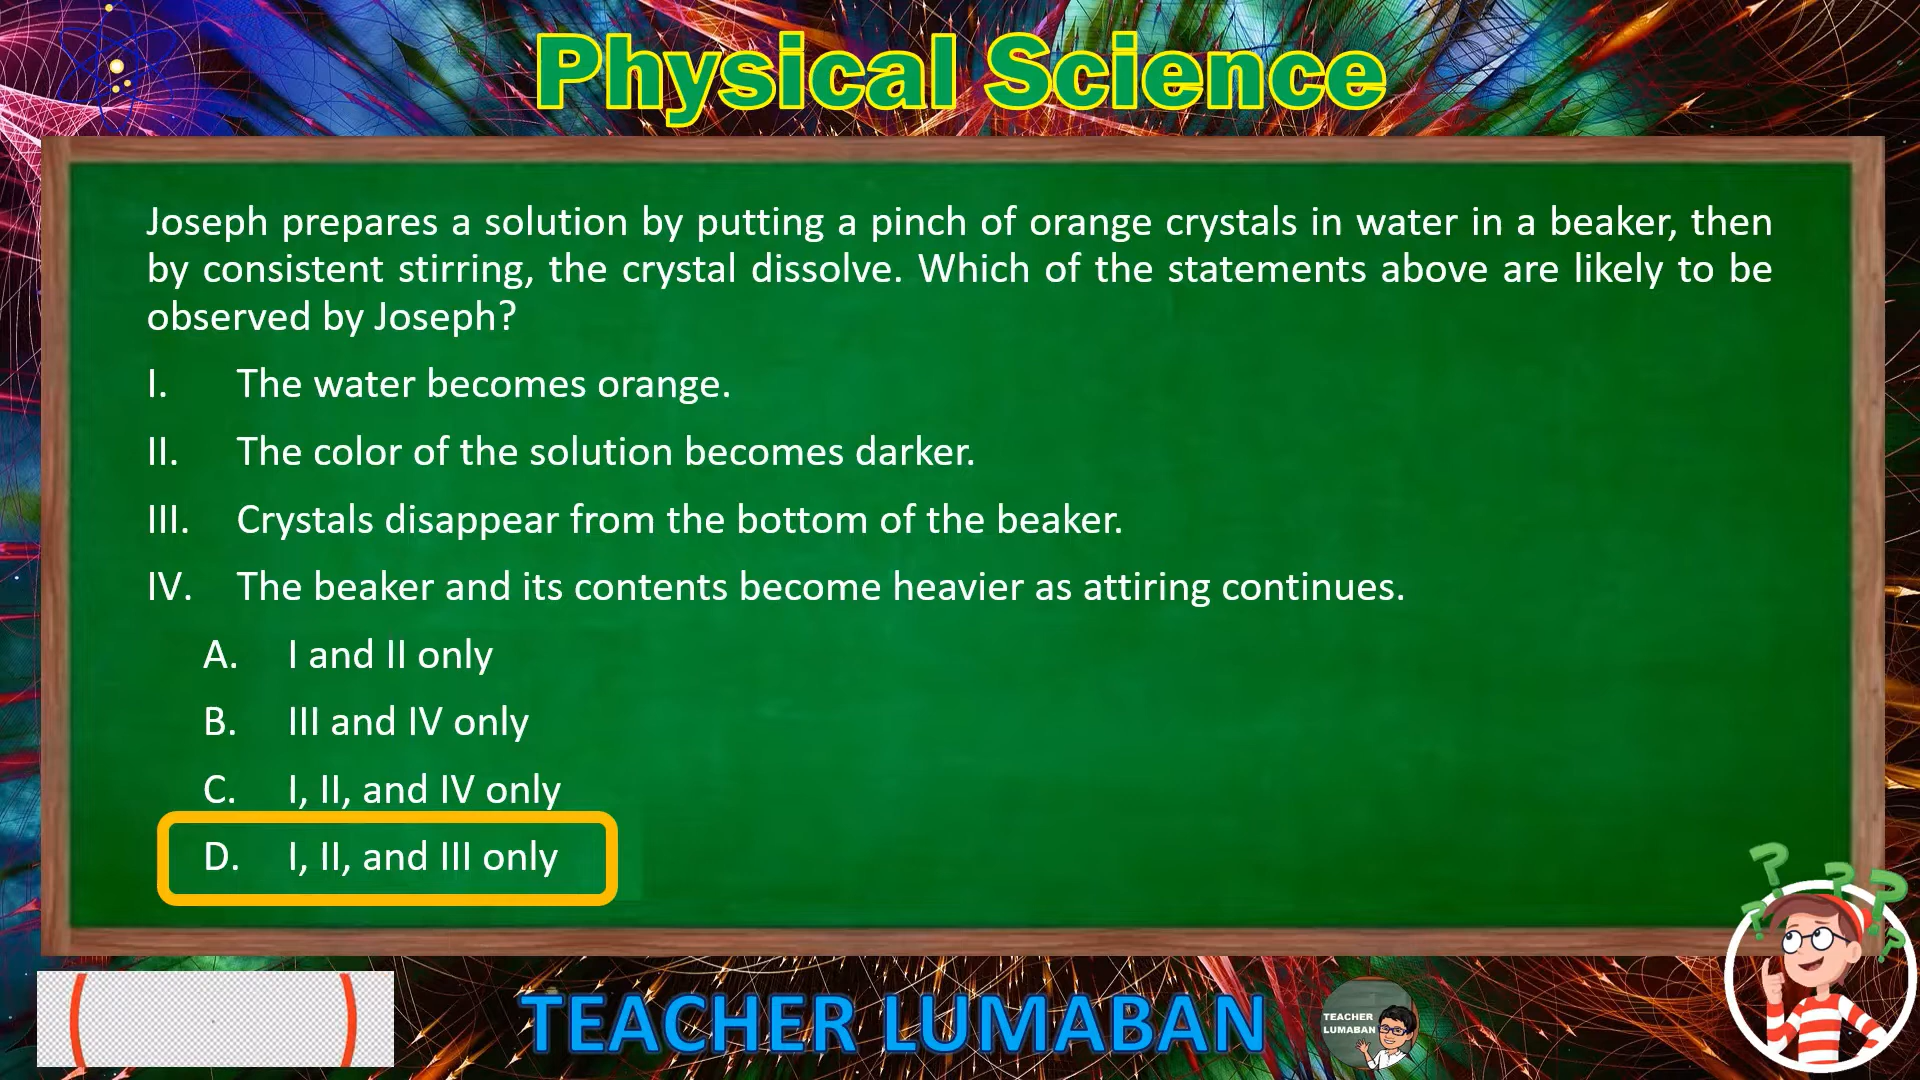 Physical Science
Joseph prepares a solution by putting a pinch of orange crystals in water in a beaker, then
by consistent stirring, the crystal dissolve. Which of the statements above are likely to be
observed by Joseph?
I. The water becomes orange.
II. The color of the solution becomes darker.
III. Crystals disappear from the bottom of the beaker.
IV. The beaker and its contents become heavier as attiring continues.
A. I and II only
B. III and IV only
C. I, II, and IV only
D. I, II, and III only
TEACHER LUMABAN
TEACHER
LUMABAN